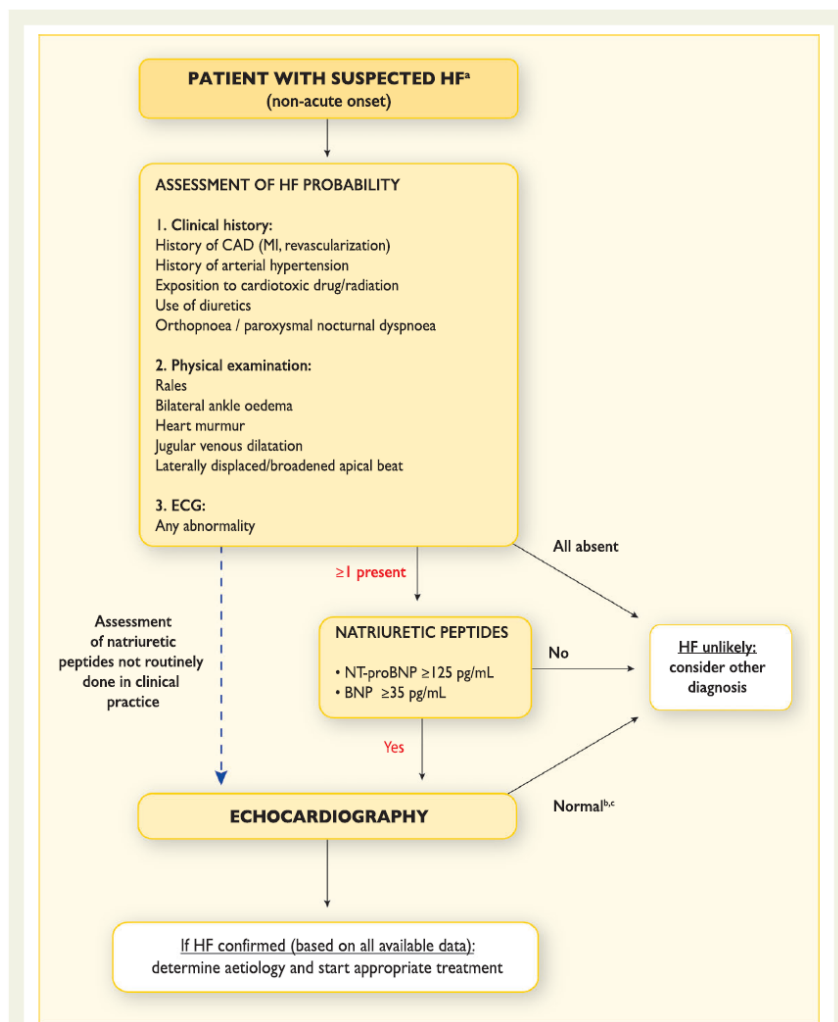 PATIENT WITH SUSPECTED HFᵃ
(non-acute onset)
ASSESSMENT OF HF PROBABILITY
1. Clinical history:
History of CAD (MI, revascularization)
History of arterial hypertension
Exposition to cardiotoxic drug/radiation
Use of diuretics
Orthopnoea / paroxysmal nocturnal dyspnoea
2. Physical examination:
Rales
Bilateral ankle oedema
Heart murmur
Jugular venous dilatation
Laterally displaced/broadened apical beat
3. ECG:
Any abnormality
≥1 present
All absent
Assessment
of natriuretic
peptides not routinely
done in clinical
practice
NATRIURETIC PEPTIDES
• NT-proBNP ≥125 pg/mL
• BNP ≥35 pg/mL
No
HF unlikely:
consider other
diagnosis
Yes
Normalᵇ,ᶜ
ECHOCARDIOGRAPHY
If HF confirmed (based on all available data):
determine aetiology and start appropriate treatment